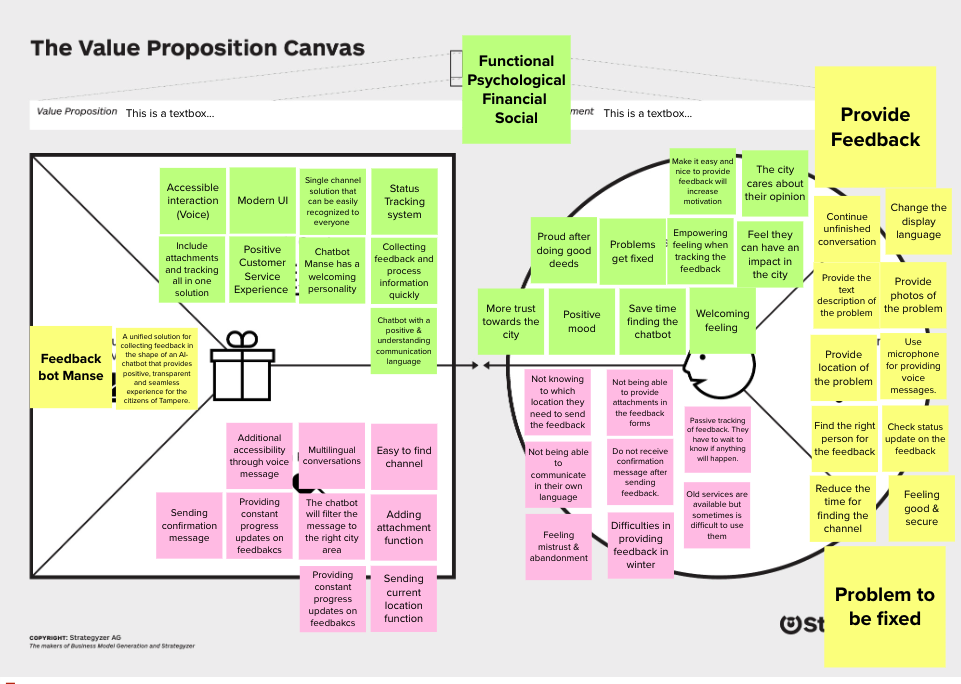 The Value Proposition Canvas
Functional
Psychological
Financial
Social
Value Proposition
This is a textbox...
ment
This is a textbox...
Provide
Feedback
Accessible
interaction
(Voice)
Modern UI
Single channel
solution that
can be easily
recognized to
everyone
Status
Tracking
system
Include
attachments
and tracking
all in one
solution
Positive
Customer
Service
Experience
Chatbot
Manse has a
welcoming
personality
Collecting
feedback and
process
information
quickly
Chatbot with a
positive &
understanding
communication
language
Feedback
bot Manse
A unified solution for
collecting feedback in
the shape of an AI-
chatbot that provides
positive, transparent
and seamless
experience for the
citizens of Tampere.
Additional
accessibility
through voice
message
Multilingual
conversations
Easy to find
channel
Sending
confirmation
message
Providing
constant
progress
updates on
feedbakcs
The chatbot
will filter the
message to
the right city
area
Adding
attachment
function
Providing
constant
progress
updates on
feedbakcs
Sending
current
location
function
Make it easy and
nice to provide
feedback will
increase
motivation
The city
cares about
their opinion
Proud after
doing good
deeds
Problems
get fixed
Empowering
feeling when
tracking the
feedback
Feel they
can have an
impact in
the city
More trust
towards the
city
Positive
mood
Save time
finding the
chatbot
Welcoming
feeling
Not knowing
to which
location they
need to send
the feedback
Not being able
to provide
attachments in
the feedback
forms
Passive tracking
of feedback. They
have to wait to
know if anything
will happen.
Not being
able
to
communicate
in their own
language
Do not receive
confirmation
message after
sending
feedback.
Old services are
available but
sometimes is
difficult to use
them
Feeling
mistrust &
abandonment
Difficulties in
providing
feedback in
winter
Continue
unfinished
conversation
Change the
display
language
Provide the
text
description of
the problem
Provide
photos of
the problem
Provide
location of
the problem
Use
microphone
for providing
voice
messages.
Find the right
person for
the feedback
Check status
update on the
feedback
Reduce the
time for
finding the
channel
Feeling
good &
secure
Problem to
be fixed
COPYRIGHT: Strategyzer AG
The makers of Business Model Generation and Strategyzer
st